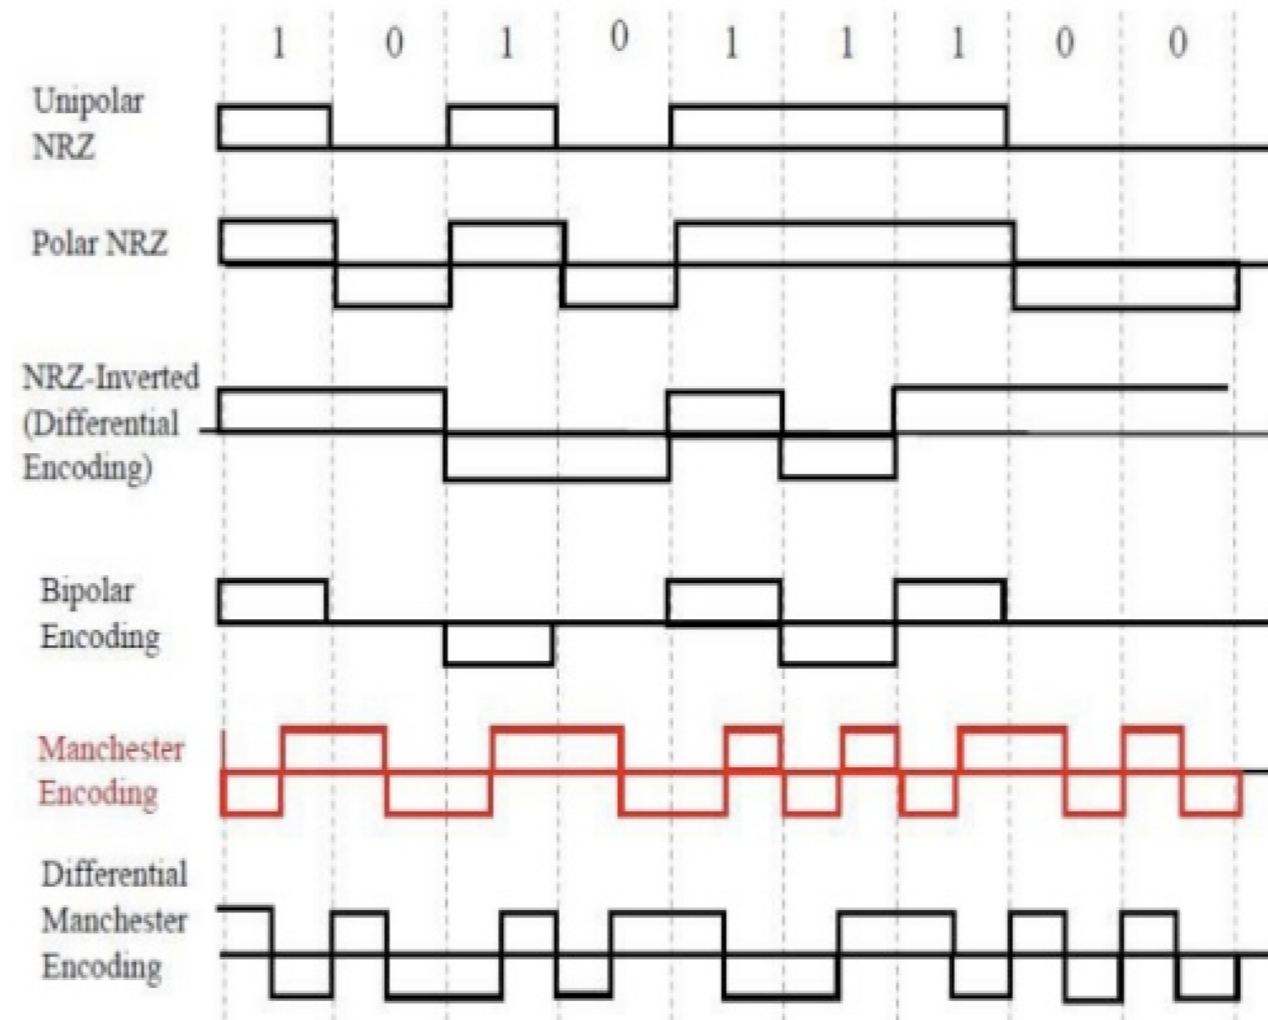 1 0 1 0 1 1 1 0 0
Unipolar
NRZ
Polar NRZ
NRZ-Inverted
(Differential
Encoding)
Bipolar
Encoding
Manchester
Encoding
Differential
Manchester
Encoding